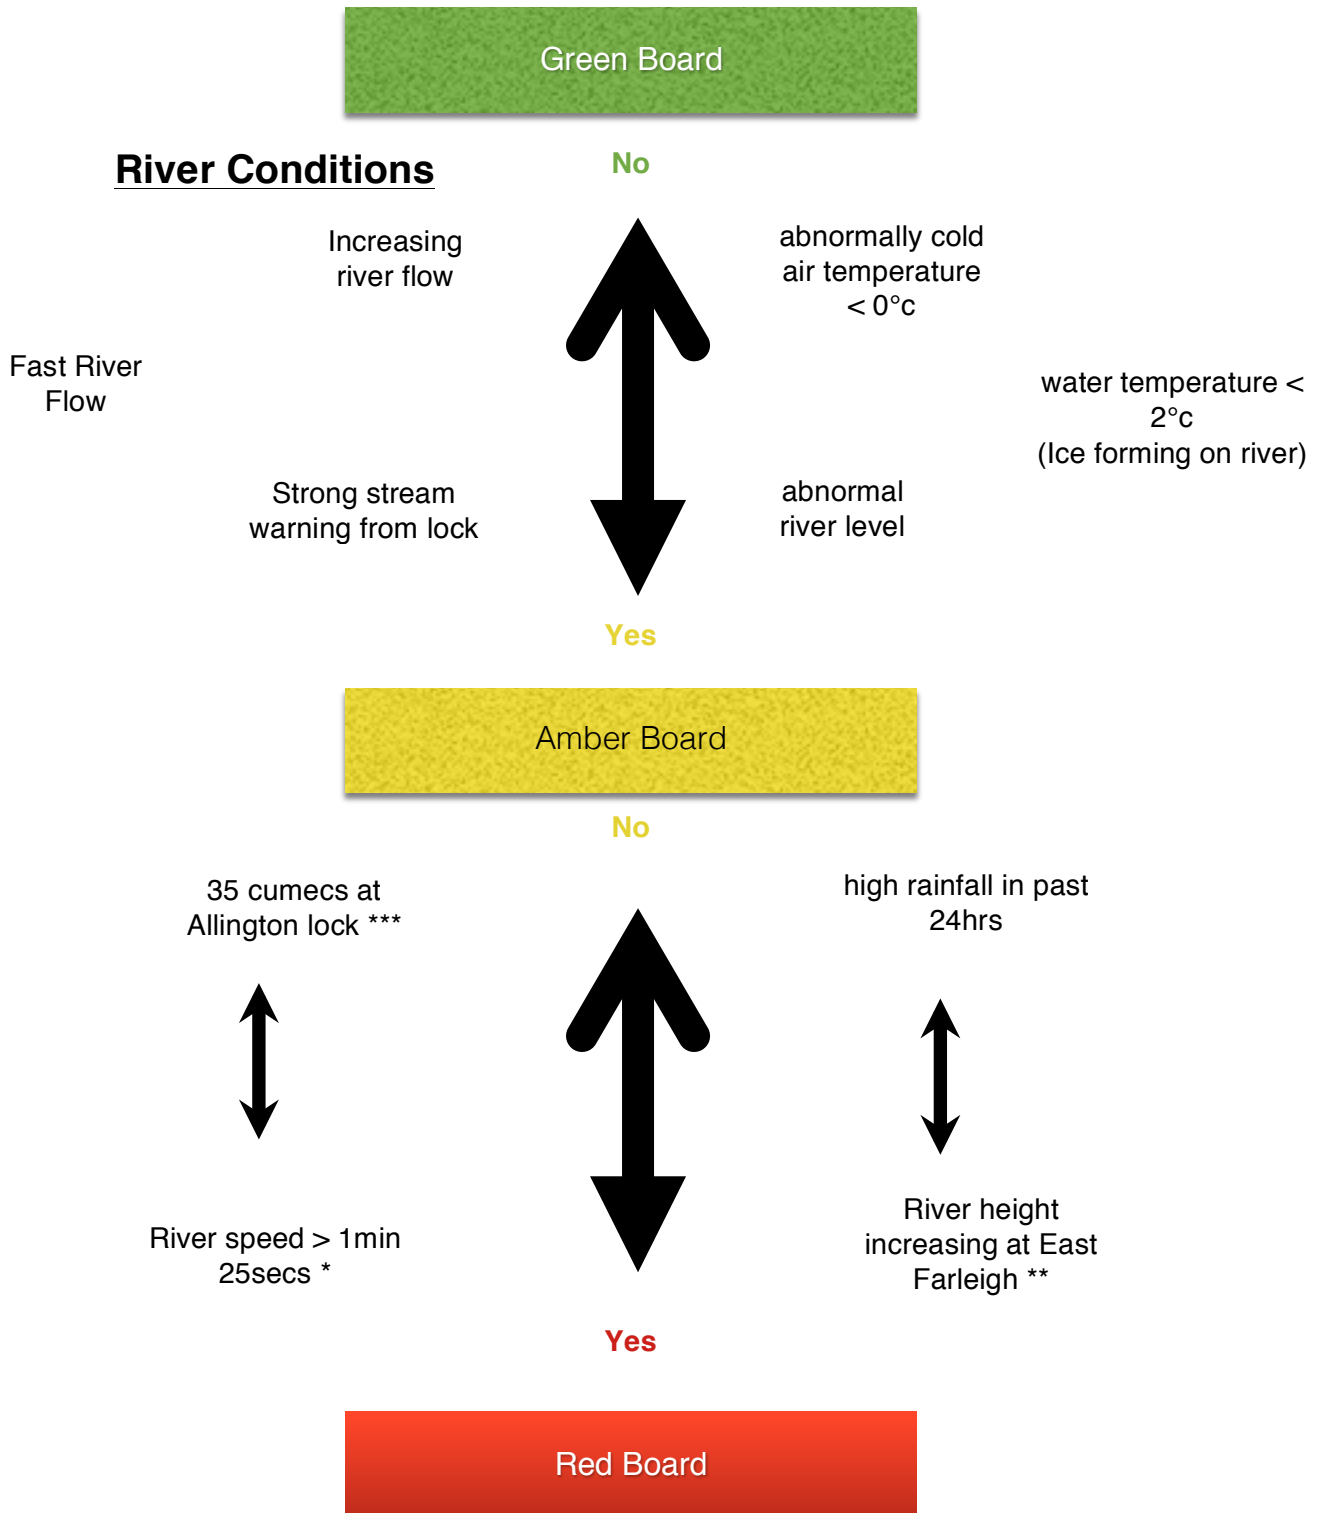 Green Board
River Conditions
No
Increasing
river flow
abnormally cold
air temperature
< 0°c
Fast River
Flow
water temperature <
2°c
(Ice forming on river)
Strong stream
warning from lock
abnormal
river level
Yes
Amber Board
No
35 cumecs at
Allington lock ***
high rainfall in past
24hrs
River speed > 1min
25secs *
River height
increasing at East
Farleigh **
Yes
Red Board